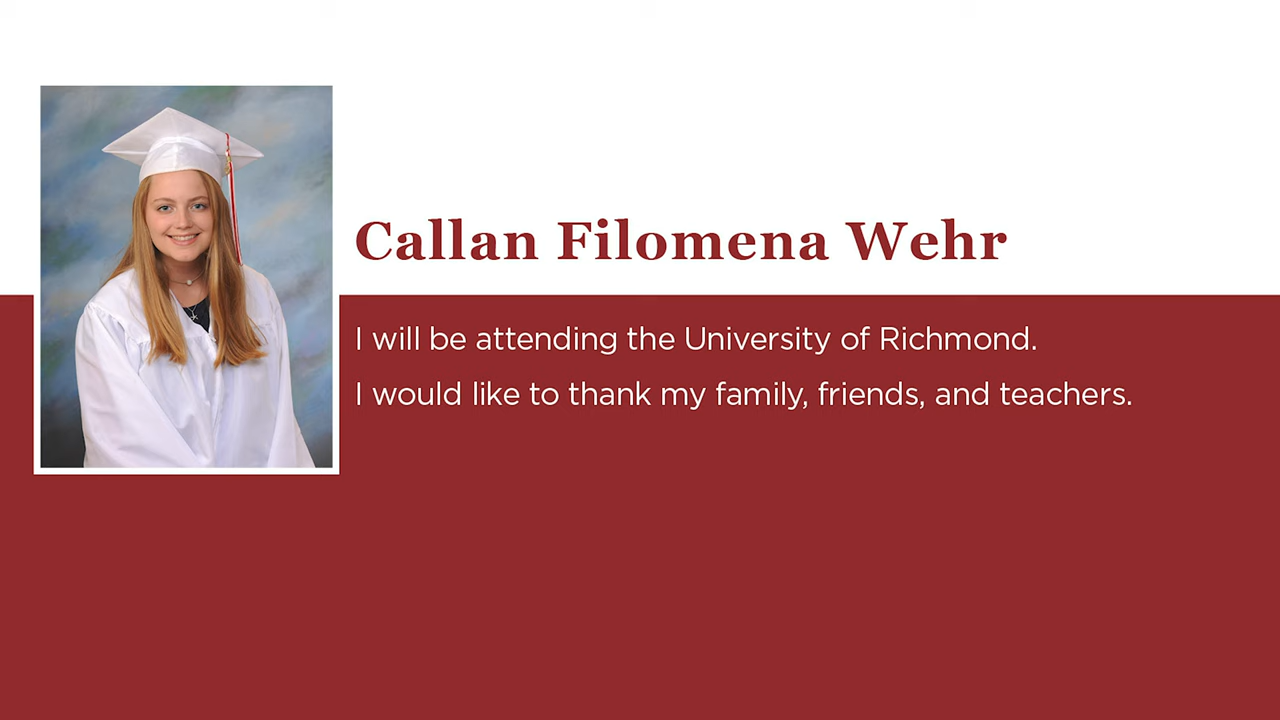 Callan Filomena Wehr
I will be attending the University of Richmond.
I would like to thank my family, friends, and teachers.